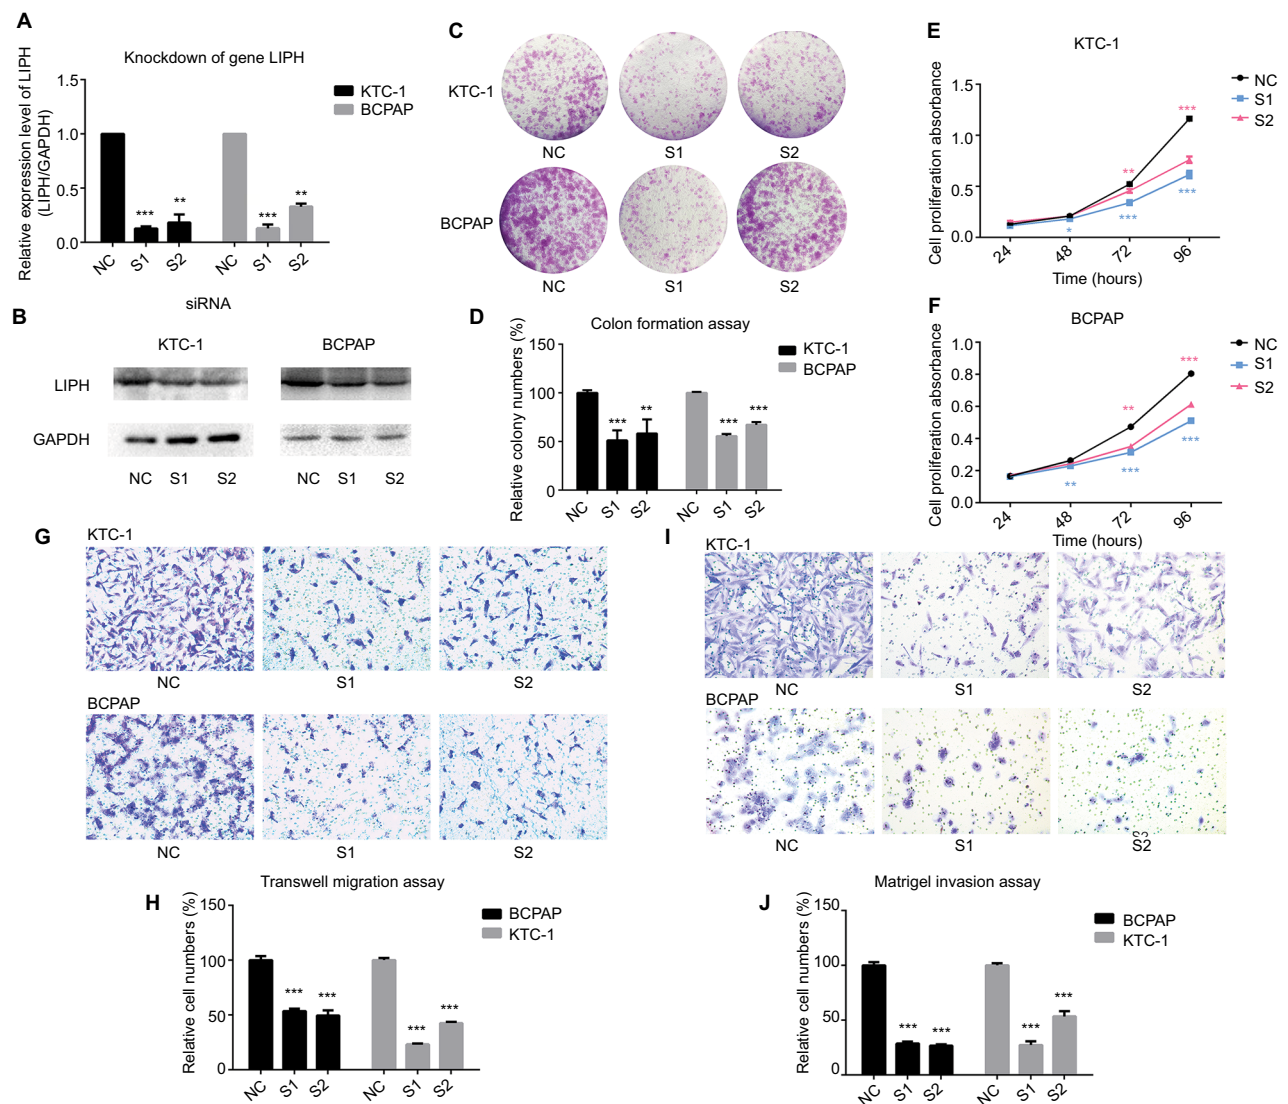 A
Knockdown of gene LIPH
Relative expression level of LIPH
(LIPH/GAPDH)
1.5
1.0
0.5
0.0
KTC-1
BCPAP
***
**
***
**
NC
S1
S2
NC
S1
S2
siRNA
B
KTC-1
BCPAP
LIPH
GAPDH
NC
S1
S2
NC
S1
S2
C
KTC-1
NC
S1
S2
BCPAP
NC
S1
S2
D
Colon formation assay
Relative colony numbers (%)
150
100
50
0
KTC-1
BCPAP
***
**
***
***
NC
S1
S2
NC
S1
S2
E
KTC-1
Cell proliferation absorbance
1.5
1.0
0.5
0.0
NC
S1
S2
***
**
***
***
*
24
48
72
96
Time (hours)
F
BCPAP
Cell proliferation absorbance
1.0
0.8
0.6
0.4
0.2
0.0
NC
S1
S2
***
**
***
***
**
24
48
72
96
Time (hours)
G
KTC-1
NC
S1
S2
BCPAP
NC
S1
S2
H
Transwell migration assay
Relative cell numbers (%)
150
100
50
0
BCPAP
KTC-1
***
***
***
***
NC
S1
S2
NC
S1
S2
I
KTC-1
NC
S1
S2
BCPAP
NC
S1
S2
J
Matrigel invasion assay
Relative cell numbers (%)
150
100
50
0
BCPAP
KTC-1
***
***
***
***
NC
S1
S2
NC
S1
S2